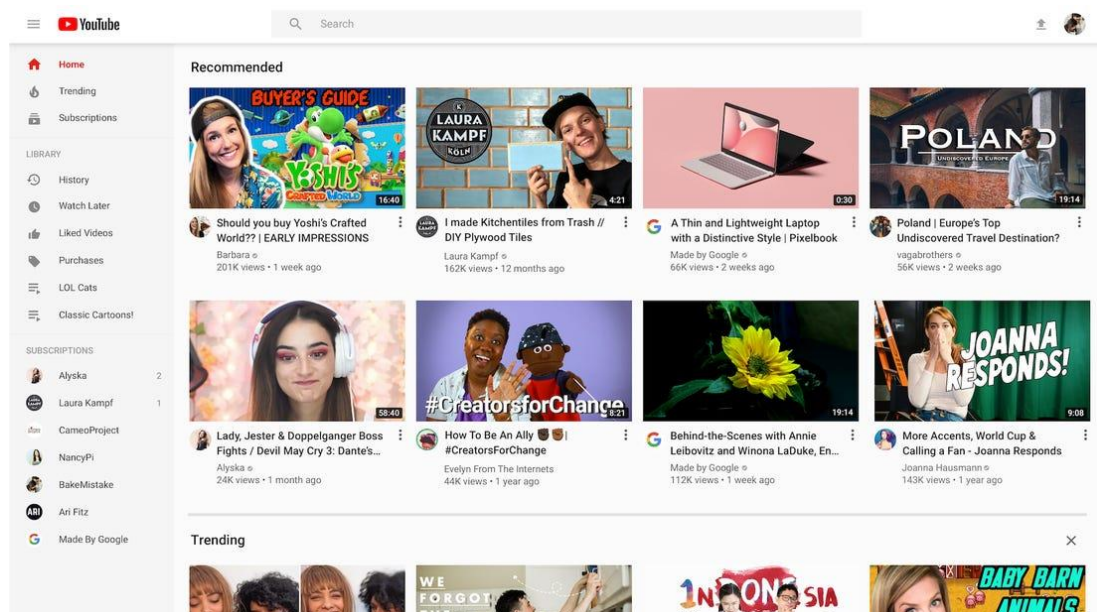 YouTube
Search
Home
Trending
Subscriptions
LIBRARY
History
Watch Later
Liked Videos
Purchases
LOL Cats
Classic Cartoons!
SUBSCRIPTIONS
Alyska 2
Laura Kampf 1
CameoProject
NancyPi
BakeMistake
ARI
Ari Fitz
Made By Google
Recommended
BUYER'S GUIDE
YOSHI'S
CRAFTED WORLD
16:40
K
LAURA
KAMPF
KÖLN
4:21
0:30
POLAND
UNDISCOVERED EUROPE
19:14
Should you buy Yoshi's Crafted
World?? | EARLY IMPRESSIONS
Barbara
201K views • 1 week ago
I made Kitchentiles from Trash //
DIY Plywood Tiles
Laura Kampf
162K views • 12 months ago
A Thin and Lightweight Laptop
with a Distinctive Style | Pixelbook
Made by Google
66K views • 2 weeks ago
Poland | Europe's Top
Undiscovered Travel Destination?
vagabrothers
56K views • 2 weeks ago
58:40
#CreatorsforChange
8:21
19:14
JOANNA
RESPONDS!
9:08
Lady, Jester & Doppelganger Boss
Fights / Devil May Cry 3: Dante's...
Alyska
24K views • 1 month ago
How To Be An Ally ✊🏿✊🏾|
#CreatorsForChange
Evelyn From The Internets
44K views • 1 year ago
Behind-the-Scenes with Annie
Leibovitz and Winona LaDuke, En...
Made by Google
112K views • 1 week ago
More Accents, World Cup &
Calling a Fan - Joanna Responds
Joanna Hausmann
143K views • 1 year ago
Trending
WE
FORGOT
INDONESIA
BABY BARN
ANIMALS